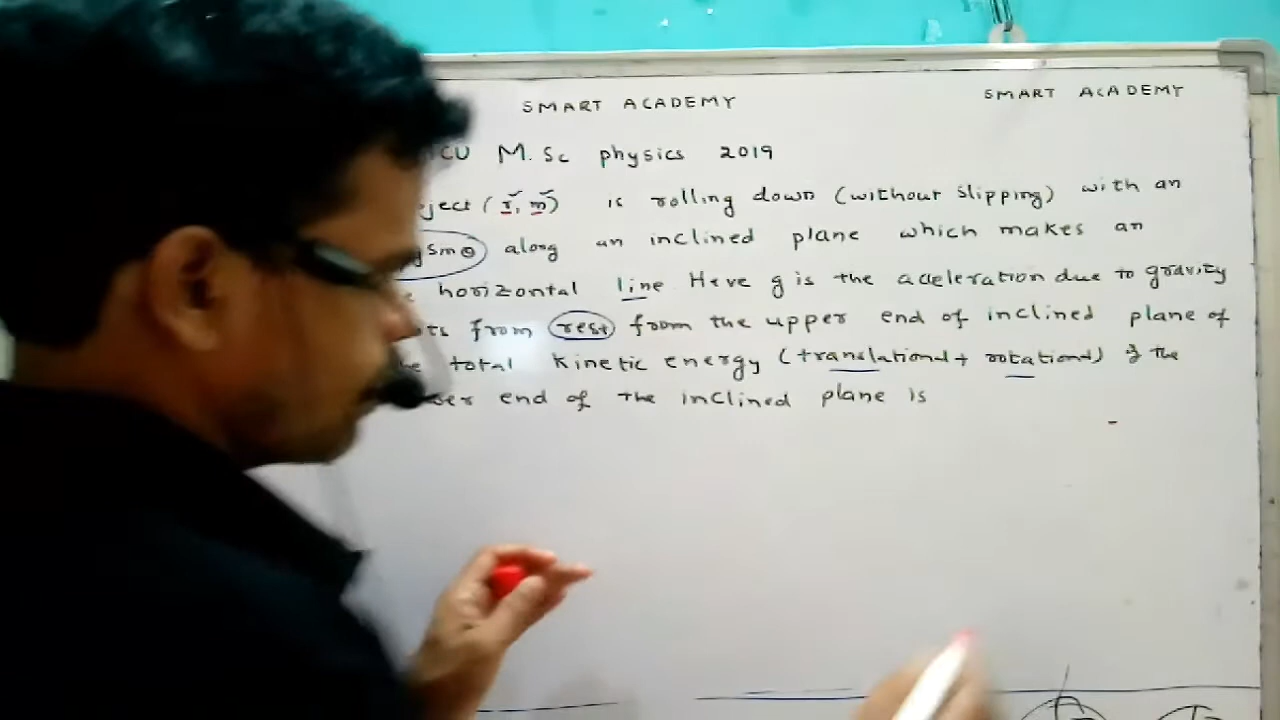 SMART ACADEMY
SMART ACADEMY
CU M.Sc physics 2019
ject (r, m) is rolling down (without slipping) with an
gsinθ along an inclined plane which makes an
horizontal line Here g is the acceleration due to gravity
ts from rest from the upper end of inclined plane of
total kinetic energy (translational + rotational) of the
end of the inclined plane is